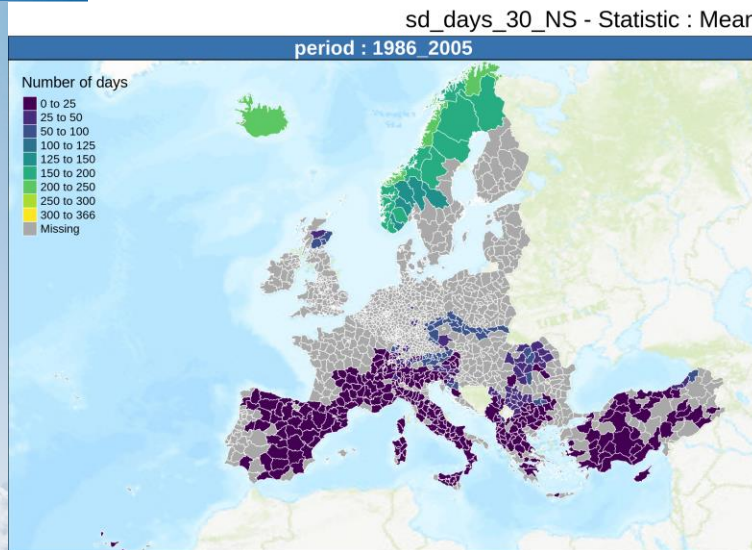 sd_days_30_NS - Statistic : Mean
period : 1986_2005
Number of days
0 to 25
25 to 50
50 to 100
100 to 125
125 to 150
150 to 200
200 to 250
250 to 300
300 to 366
Missing
UKRAINE